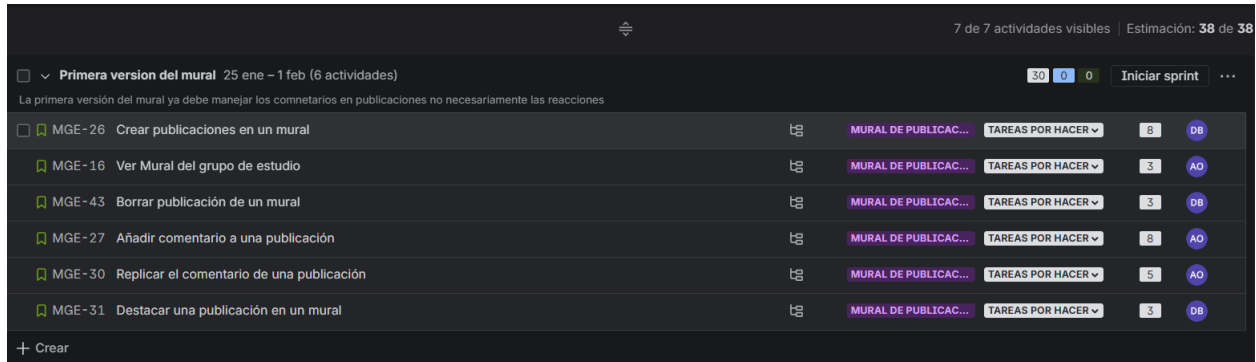 7 de 7 actividades visibles | Estimación: 38 de 38
Primera version del mural 25 ene – 1 feb (6 actividades) 30 0 0 Iniciar sprint ...
La primera versión del mural ya debe manejar los comnetarios en publicaciones no necesariamente las reacciones
MGE-26 Crear publicaciones en un mural MURAL DE PUBLICAC... TAREAS POR HACER 8 DB
MGE-16 Ver Mural del grupo de estudio MURAL DE PUBLICAC... TAREAS POR HACER 3 AO
MGE-43 Borrar publicación de un mural MURAL DE PUBLICAC... TAREAS POR HACER 3 DB
MGE-27 Añadir comentario a una publicación MURAL DE PUBLICAC... TAREAS POR HACER 8 AO
MGE-30 Replicar el comentario de una publicación MURAL DE PUBLICAC... TAREAS POR HACER 5 AO
MGE-31 Destacar una publicación en un mural MURAL DE PUBLICAC... TAREAS POR HACER 3 DB
+ Crear